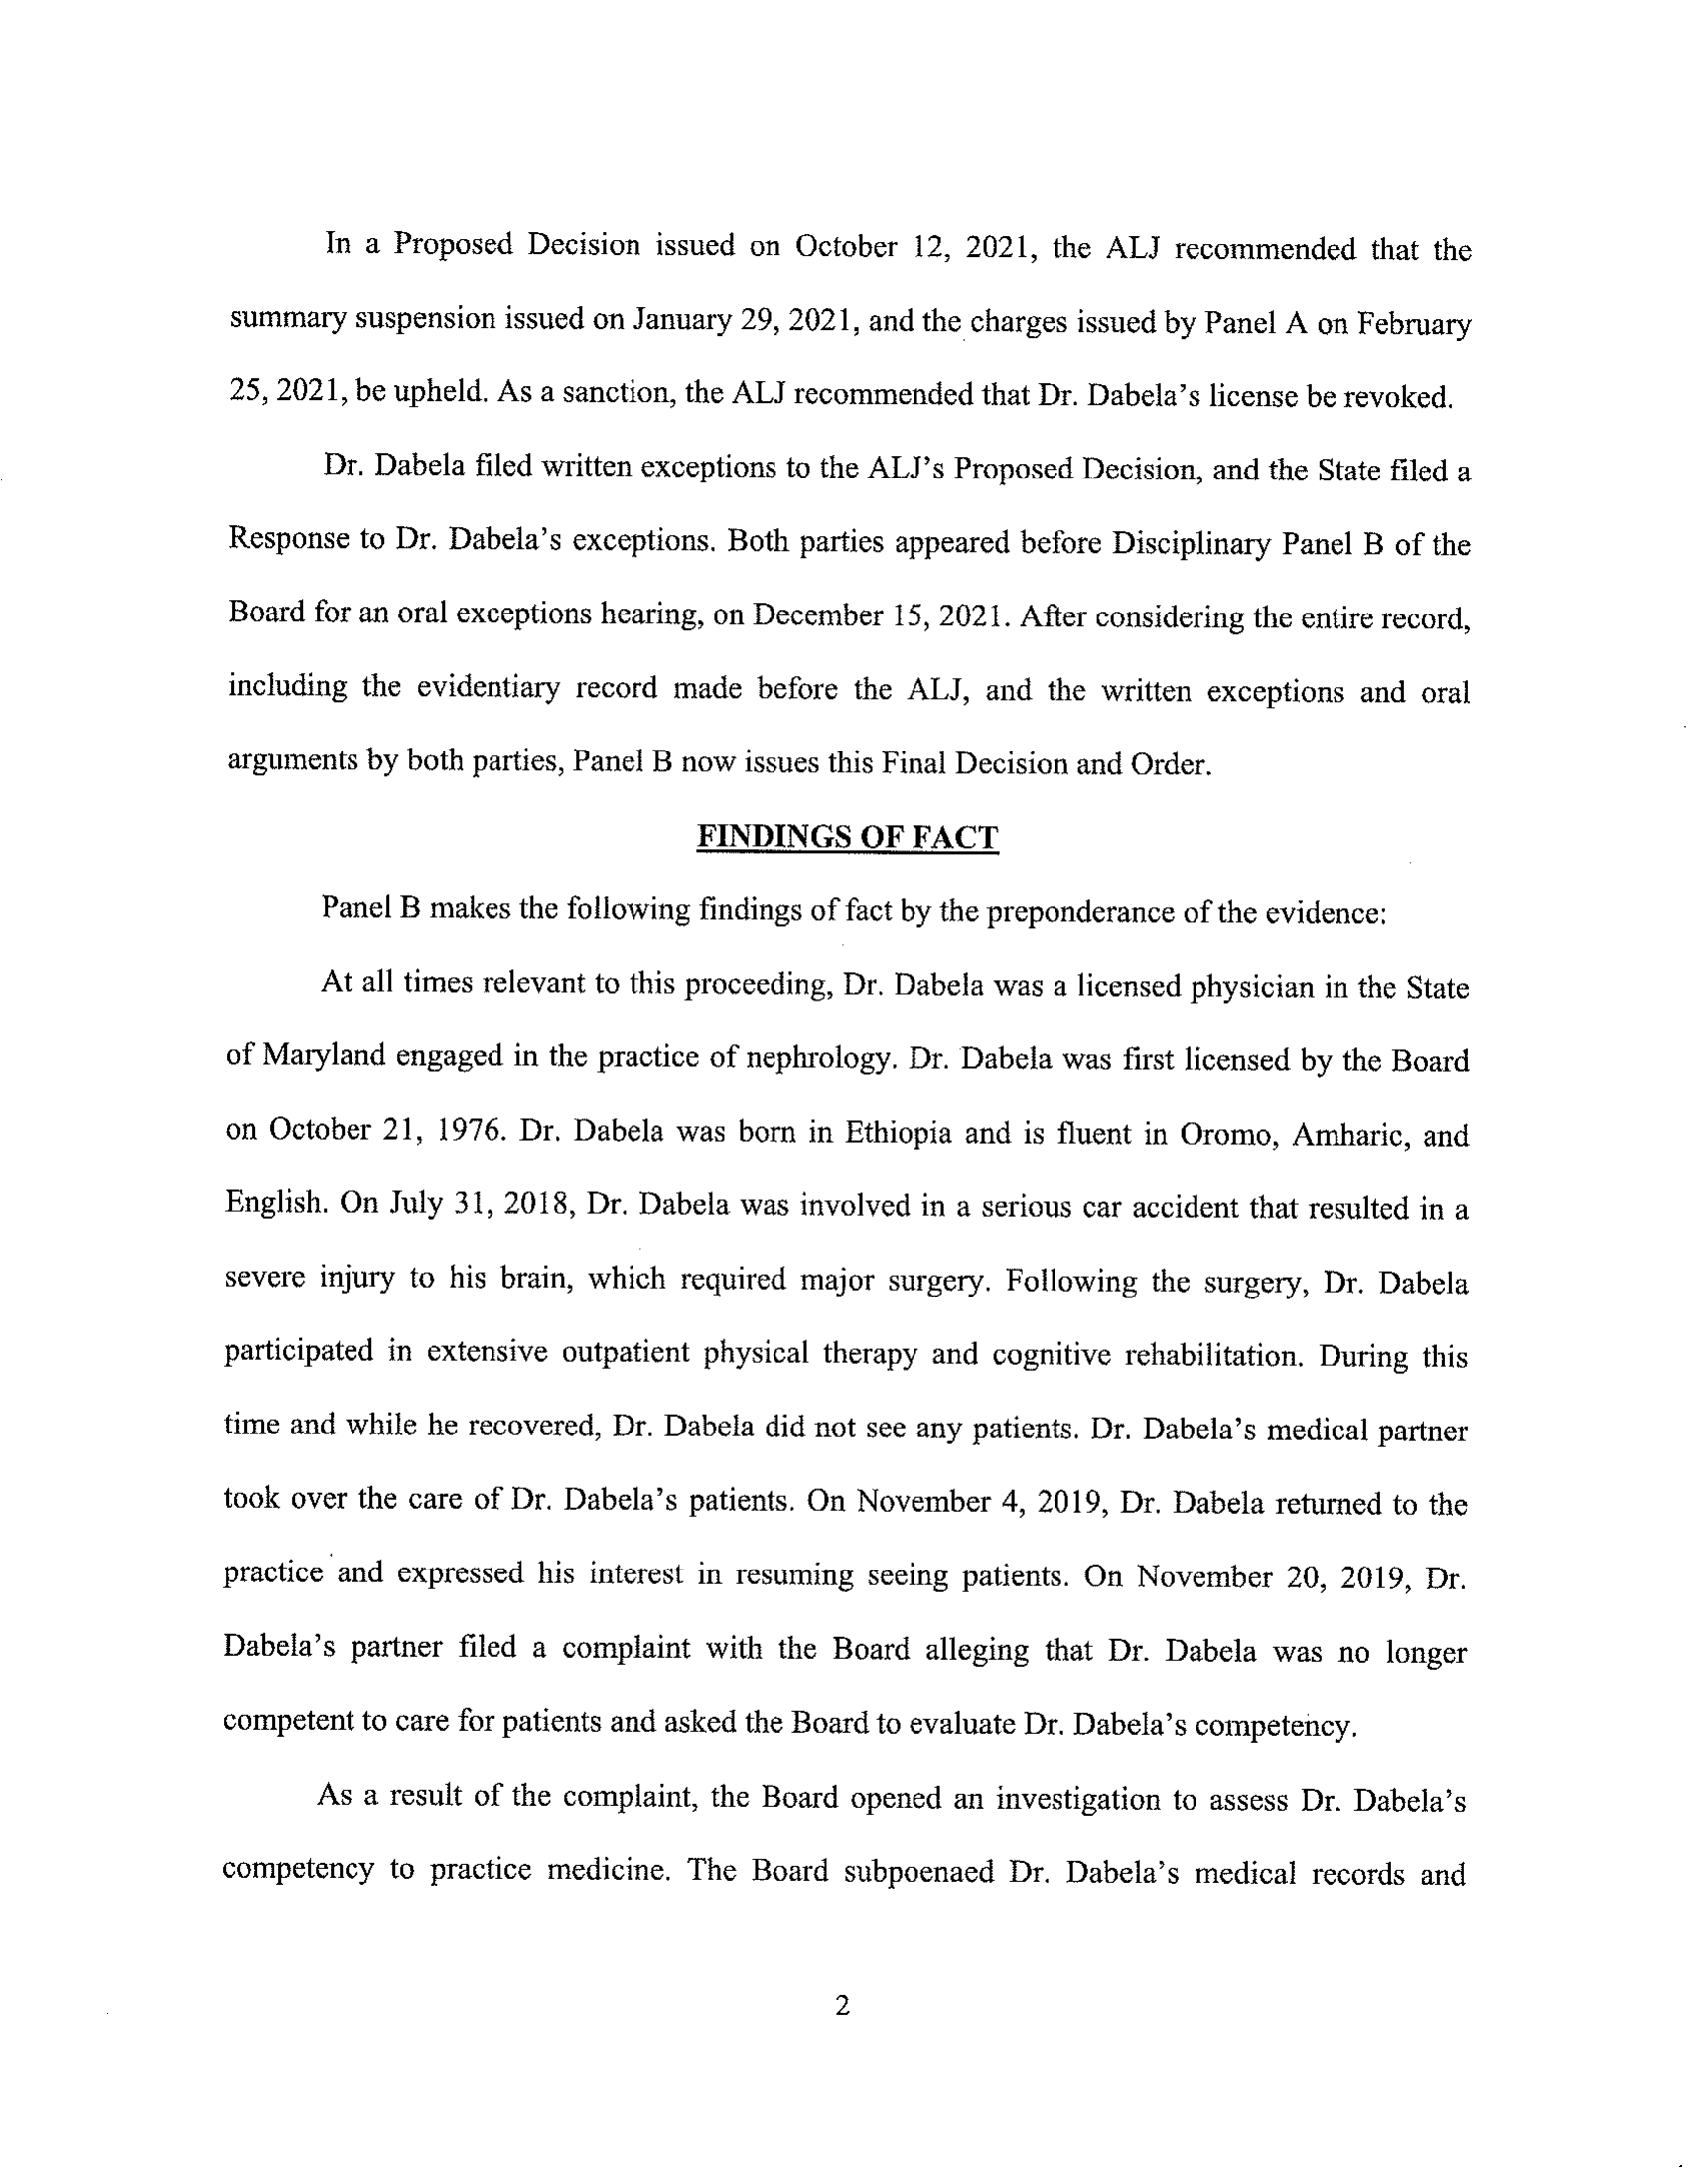 In a Proposed Decision issued on October 12, 2021, the ALJ recommended that the
summary suspension issued on January 29, 2021, and the charges issued by Panel A on February
25, 2021, be upheld. As a sanction, the ALJ recommended that Dr. Dabela’s license be revoked.
Dr. Dabela filed written exceptions to the ALJ’s Proposed Decision, and the State filed a
Response to Dr. Dabela’s exceptions. Both parties appeared before Disciplinary Panel B of the
Board for an oral exceptions hearing, on December 15, 2021. After considering the entire record,
including the evidentiary record made before the ALJ, and the written exceptions and oral
arguments by both parties, Panel B now issues this Final Decision and Order.
FINDINGS OF FACT
Panel B makes the following findings of fact by the preponderance of the evidence:
At all times relevant to this proceeding, Dr. Dabela was a licensed physician in the State
of Maryland engaged in the practice of nephrology. Dr. Dabela was first licensed by the Board
on October 21, 1976. Dr. Dabela was born in Ethiopia and is fluent in Oromo, Amharic, and
English. On July 31, 2018, Dr. Dabela was involved in a serious car accident that resulted in a
severe injury to his brain, which required major surgery. Following the surgery, Dr. Dabela
participated in extensive outpatient physical therapy and cognitive rehabilitation. During this
time and while he recovered, Dr. Dabela did not see any patients. Dr. Dabela’s medical partner
took over the care of Dr. Dabela’s patients. On November 4, 2019, Dr. Dabela returned to the
practice and expressed his interest in resuming seeing patients. On November 20, 2019, Dr.
Dabela’s partner filed a complaint with the Board alleging that Dr. Dabela was no longer
competent to care for patients and asked the Board to evaluate Dr. Dabela’s competency.
As a result of the complaint, the Board opened an investigation to assess Dr. Dabela’s
competency to practice medicine. The Board subpoenaed Dr. Dabela’s medical records and
2